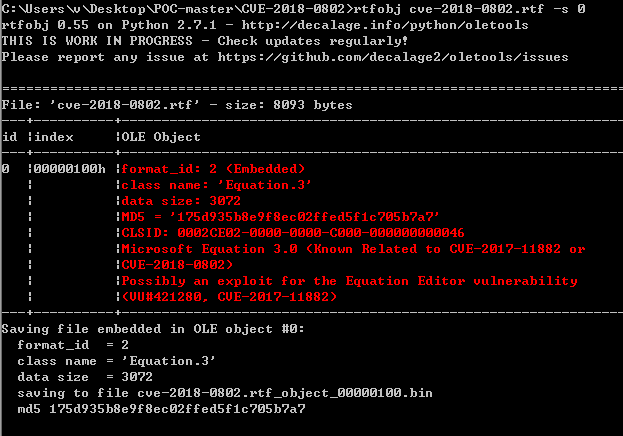 C:\Users\v\Desktop\POC-master\CVE-2018-0802>rtfobj cve-2018-0802.rtf -s 0
rtfobj 0.55 on Python 2.7.1 - http://decalage.info/python/oletools
THIS IS WORK IN PROGRESS - Check updates regularly!
Please report any issue at https://github.com/decalage2/oletools/issues
===============================================================================
File: 'cve-2018-0802.rtf' - size: 8093 bytes
---+----------+----------------------------------------------------------------
id |index     |OLE Object
---+----------+----------------------------------------------------------------
0  |00000100h |format_id: 2 (Embedded)
   |          |class name: 'Equation.3'
   |          |data size: 3072
   |          |MD5 = '175d935b8e9f8ec02ffed5f1c705b7a7'
   |          |CLSID: 0002CE02-0000-0000-C000-000000000046
   |          |Microsoft Equation 3.0 (Known Related to CVE-2017-11882 or
   |          |CVE-2018-0802)
   |          |Possibly an exploit for the Equation Editor vulnerability
   |          |(VU#421280, CVE-2017-11882)
---+----------+----------------------------------------------------------------
Saving file embedded in OLE object #0:
  format_id  = 2
  class name = 'Equation.3'
  data size  = 3072
  saving to file cve-2018-0802.rtf_object_00000100.bin
  md5 175d935b8e9f8ec02ffed5f1c705b7a7